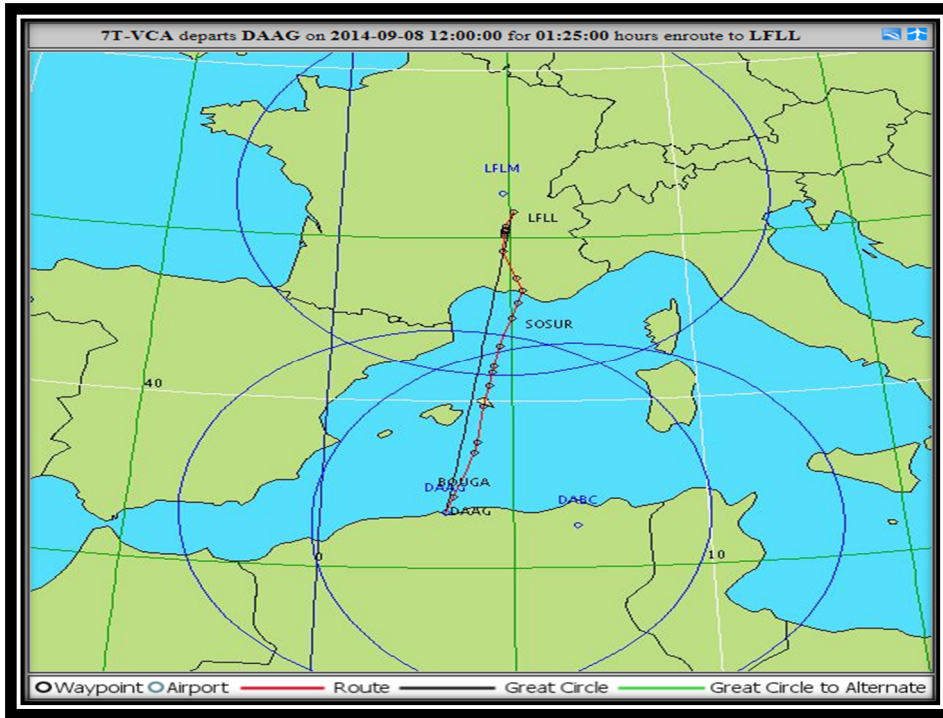 7T-VCA departs DAAG on 2014-09-08 12:00:00 for 01:25:00 hours enroute to LFLL
LFLM
LFLL
SOSUR
40
BOUGA
DAAG
DAAG
DABC
0
10
Waypoint Airport Route Great Circle Great Circle to Alternate